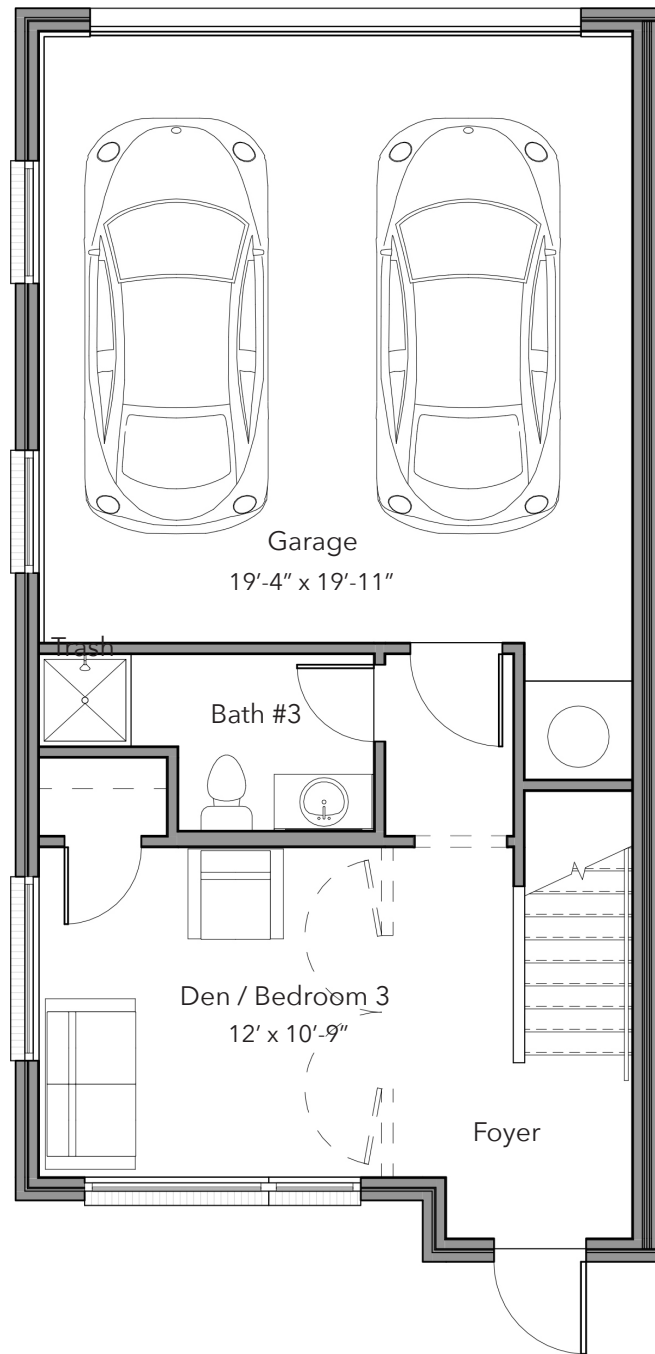 Garage
19’-4” x 19’-11”
Trash
Bath #3
Den / Bedroom 3
12’ x 10’-9”
Foyer